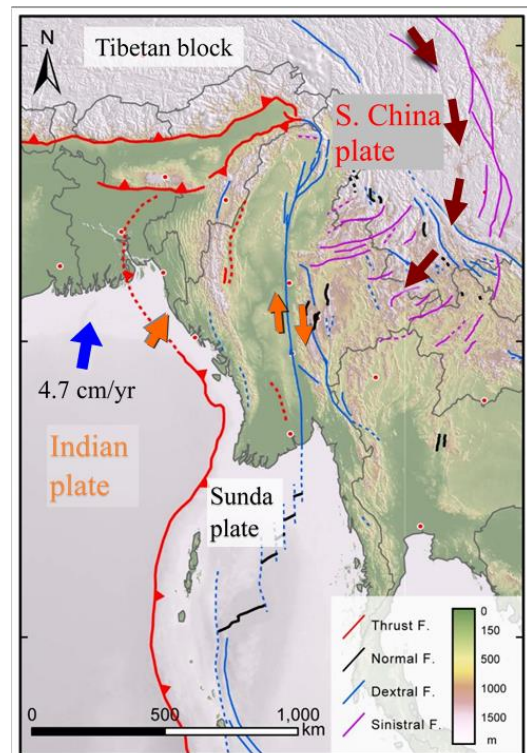 N
Tibetan block
S. China
plate
4.7 cm/yr
Indian
plate
Sunda
plate
Thrust F.
Normal F.
Dextral F.
Sinistral F.
0
150
500
1000
1500
m
0 500 1,000
km